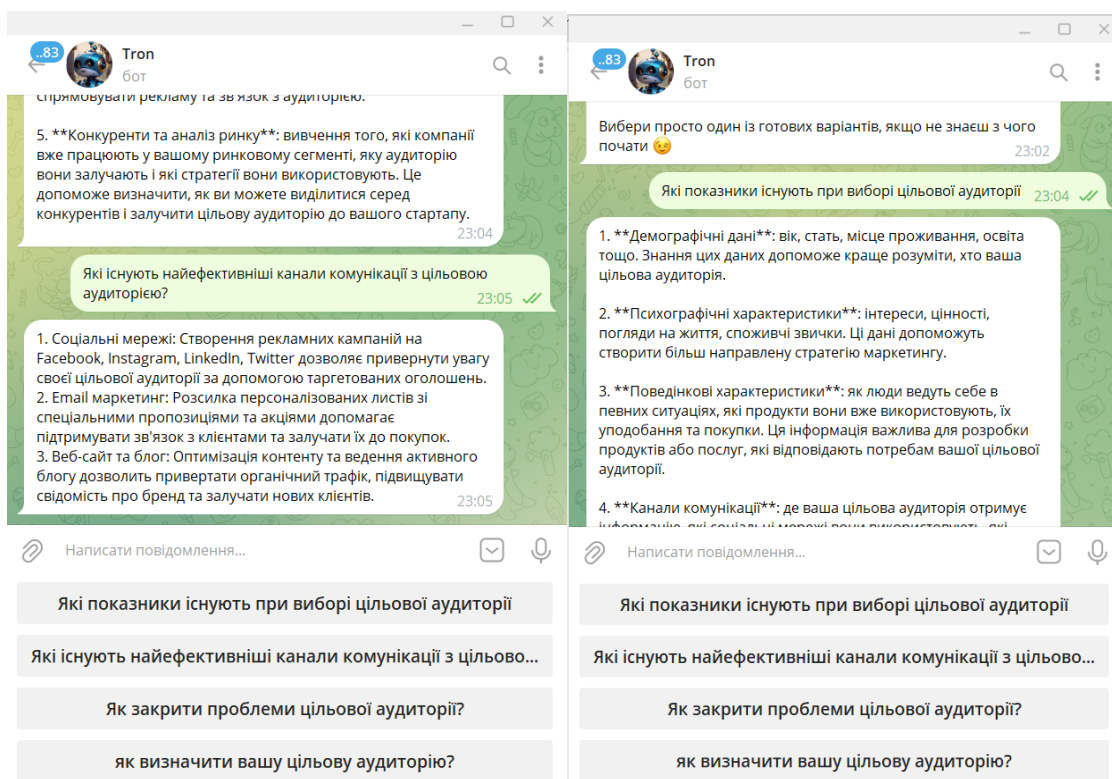 ..83
Tron
бот
спрямовувати рекламу та зв'язок з аудиторією.
5. **Конкуренти та аналіз ринку**: вивчення того, які компанії
вже працюють у вашому ринковому сегменті, яку аудиторію
вони залучають і які стратегії вони використовують. Це
допоможе визначити, як ви можете виділитися серед
конкурентів і залучити цільову аудиторію до вашого стартапу.
23:04
Які існують найефективніші канали комунікації з цільовою
аудиторією?
23:05
1. Соціальні мережі: Створення рекламних кампаній на
Facebook, Instagram, LinkedIn, Twitter дозволяє привернути увагу
своєї цільової аудиторії за допомогою таргетованих оголошень.
2. Email маркетинг: Розсилка персоналізованих листів зі
спеціальними пропозиціями та акціями допомагає
підтримувати зв'язок з клієнтами та залучати їх до покупок.
3. Веб-сайт та блог: Оптимізація контенту та ведення активного
блогу дозволить привертати органічний трафік, підвищувати
свідомість про бренд та залучати нових клієнтів.
23:05
Написати повідомлення...
Які показники існують при виборі цільової аудиторії
Які існують найефективніші канали комунікації з цільово...
Як закрити проблеми цільової аудиторії?
як визначити вашу цільову аудиторію?
..83
Tron
бот
Вибери просто один із готових варіантів, якщо не знаєш з чого
почати 😉
23:02
Які показники існують при виборі цільової аудиторії 23:04
1. **Демографічні дані**: вік, стать, місце проживання, освіта
тощо. Знання цих даних допоможе краще розуміти, хто ваша
цільова аудиторія.
2. **Психографічні характеристики**: інтереси, цінності,
погляди на життя, споживчі звички. Ці дані допоможуть
створити більш направлену стратегію маркетингу.
3. **Поведінкові характеристики**: як люди ведуть себе в
певних ситуаціях, які продукти вони вже використовують, їх
уподобання та покупки. Ця інформація важлива для розробки
продуктів або послуг, які відповідають потребам вашої цільової
аудиторії.
4. **Канали комунікації**: де ваша цільова аудиторія отримує
інформацію, які соціальні мережі вони використовують, які
Написати повідомлення...
Які показники існують при виборі цільової аудиторії
Які існують найефективніші канали комунікації з цільово...
Як закрити проблеми цільової аудиторії?
як визначити вашу цільову аудиторію?